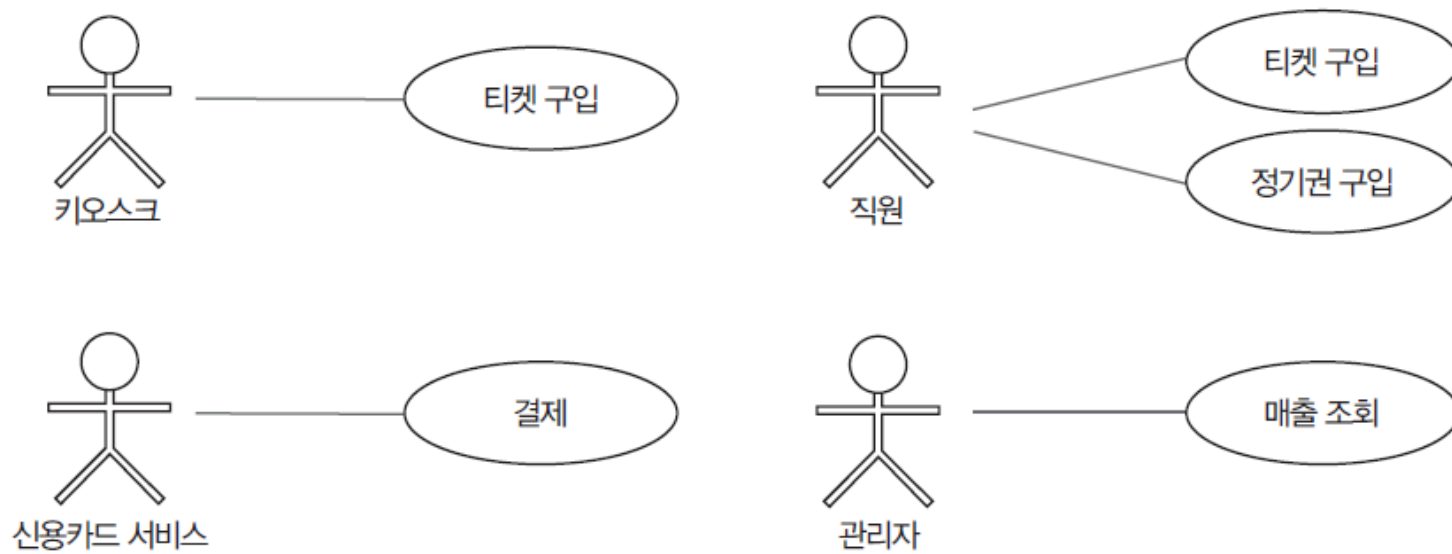 티켓 구입
키오스크
티켓 구입
정기권 구입
직원
결제
신용카드 서비스
매출 조회
관리자